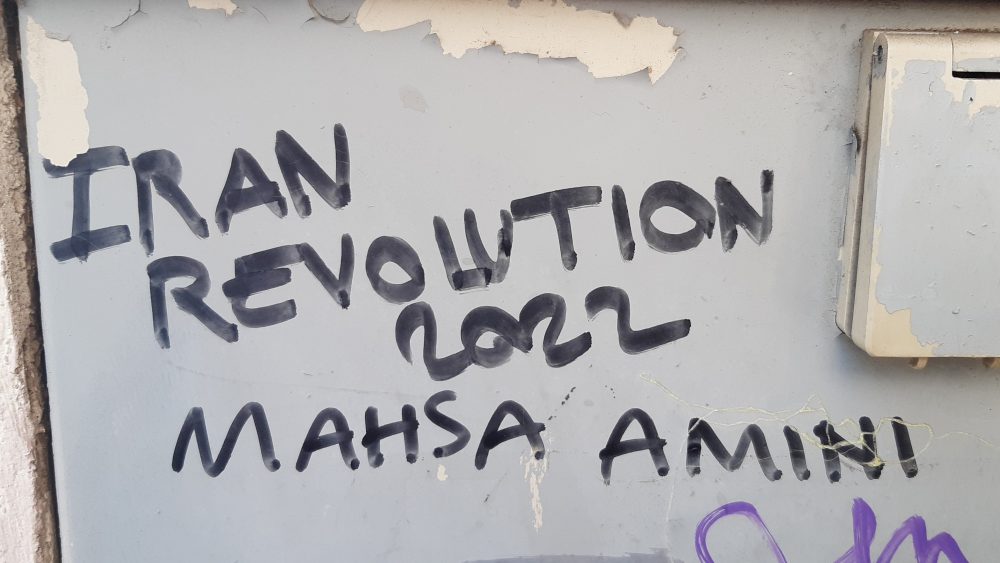 IRAN
REVOLUTION
2022
MAHSA AMINI